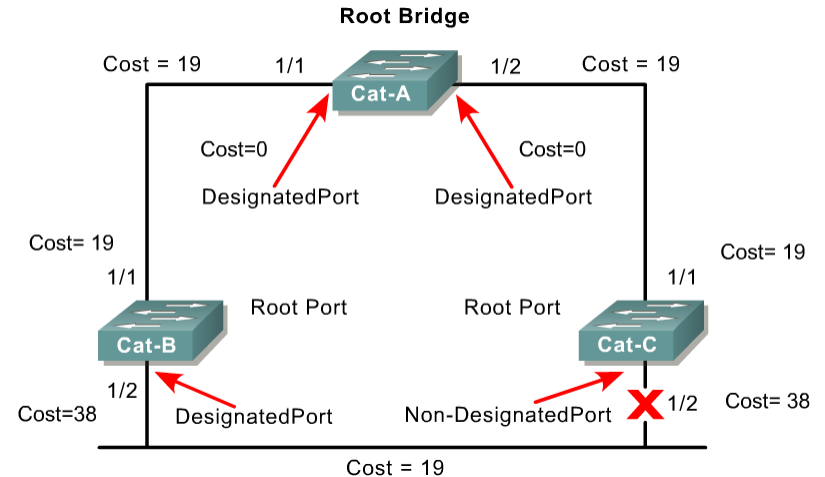 Root Bridge
Cost = 19
1/1
1/2
Cost = 19
Cat-A
Cost=0
Cost=0
DesignatedPort
DesignatedPort
Cost= 19
Cost= 19
1/1
1/1
Root Port
Root Port
Cat-B
Cat-C
1/2
Cost=38
DesignatedPort
Non-DesignatedPort
1/2
Cost= 38
Cost = 19